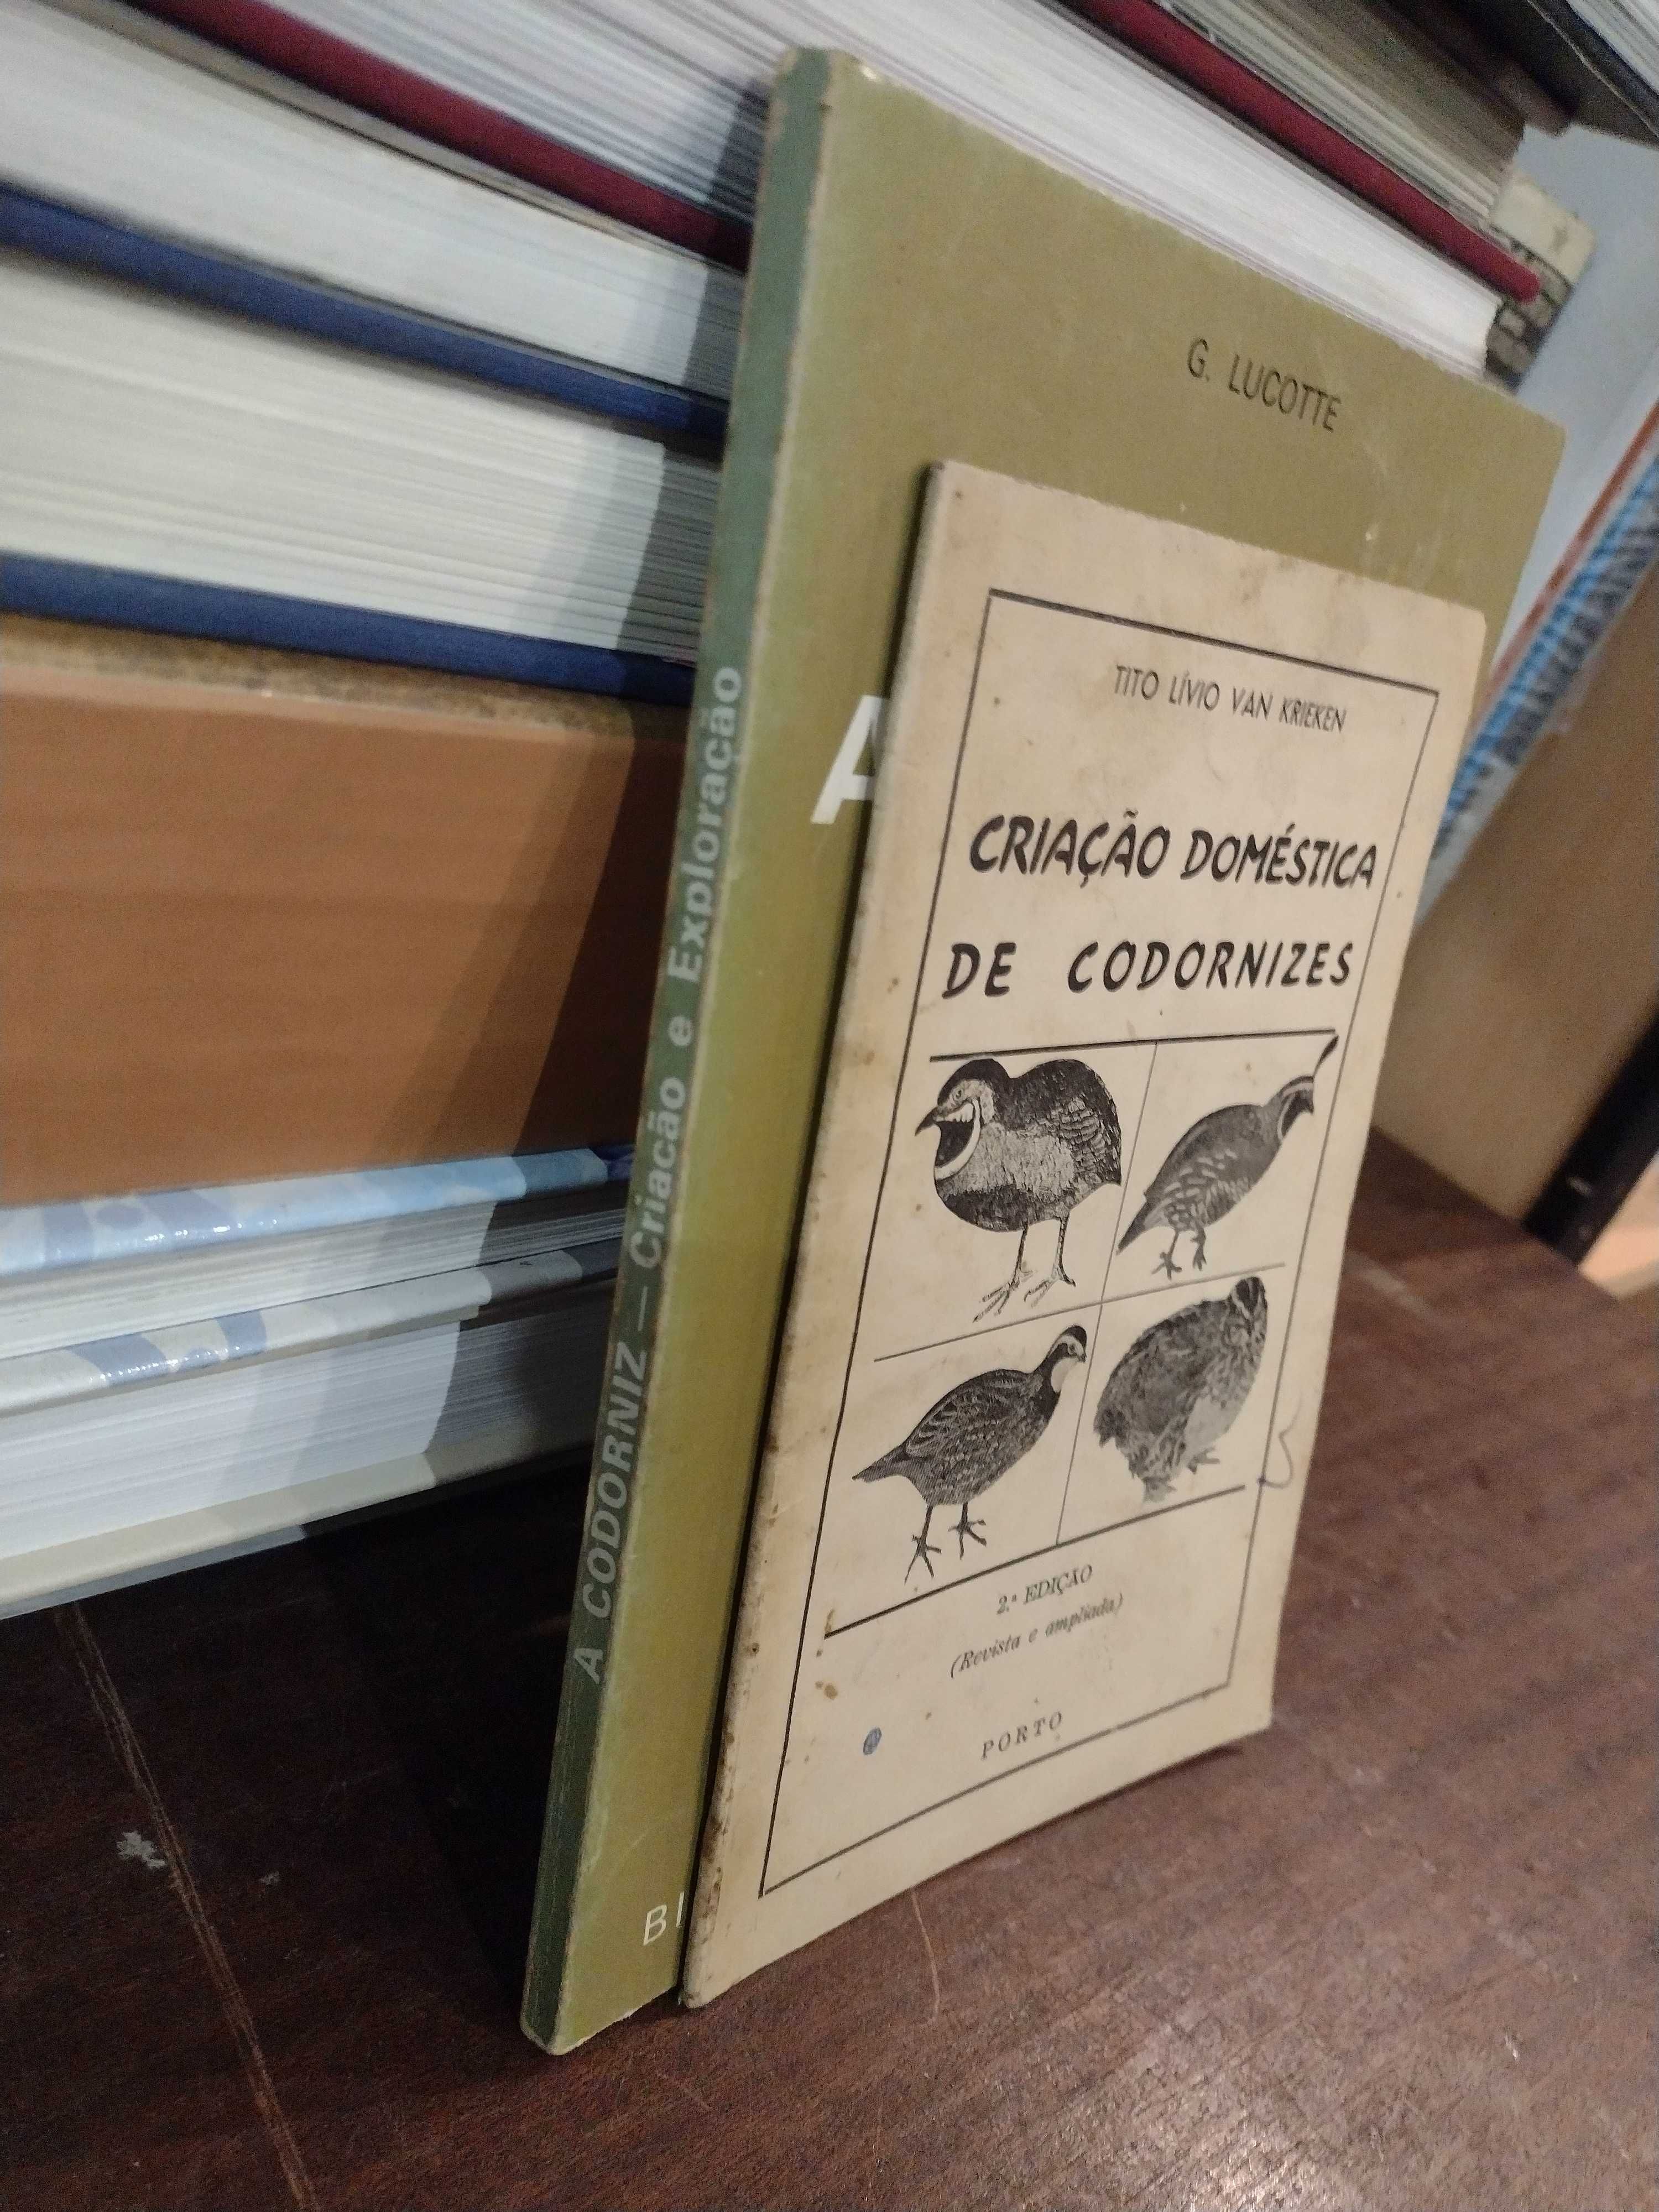 G. LUCOTTE
A
BI
A CODORNIZ — Criação e Exploração
TITO LÍVIO VAN KRIEKEN
CRIAÇÃO DOMÉSTICA
DE CODORNIZES
2.ª EDIÇÃO
(Revista e ampliada)
PORTO